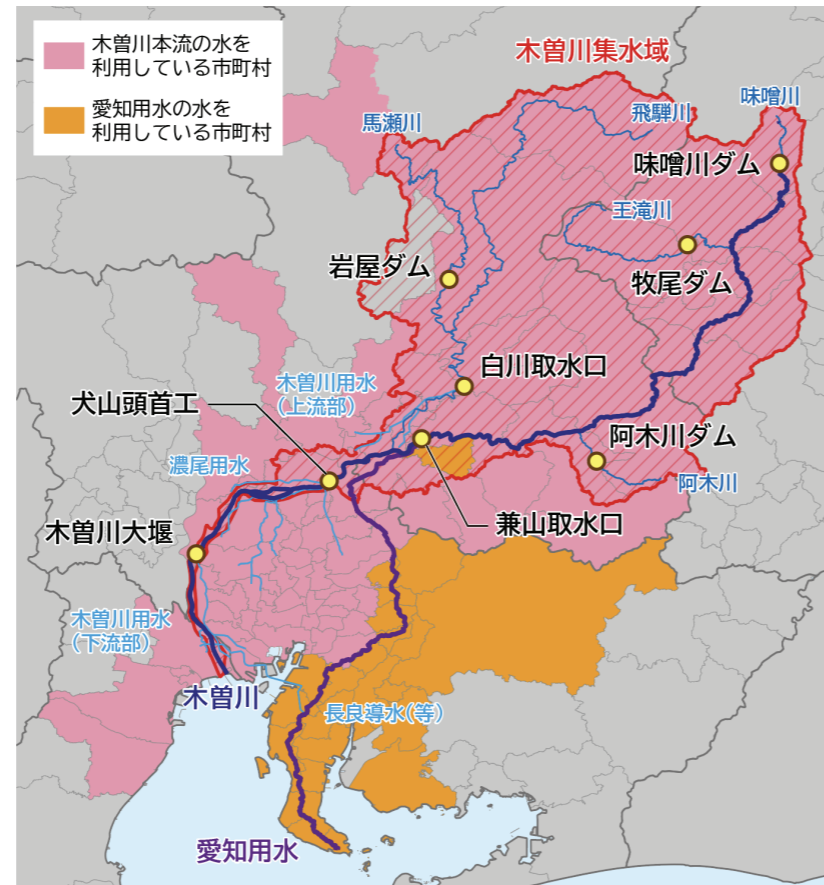 木曽川本流の水を
利用している市町村
愛知用水の水を
利用している市町村
木曽川集水域
馬瀬川
飛騨川
味噌川
味噌川ダム
王滝川
岩屋ダム
牧尾ダム
白川取水口
木曽川用水
（上流部）
犬山頭首工
阿木川ダム
濃尾用水
阿木川
兼山取水口
木曽川大堰
木曽川用水
（下流部）
木曽川
長良導水（等）
愛知用水